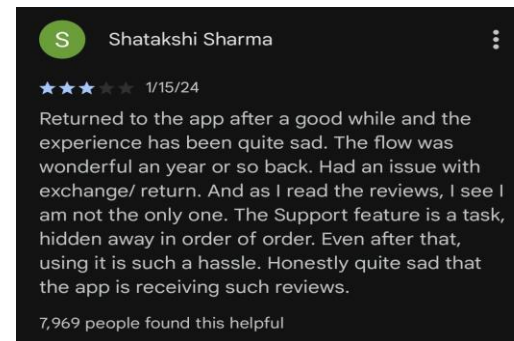 S
Shatakshi Sharma
1/15/24
Returned to the app after a good while and the
experience has been quite sad. The flow was
wonderful an year or so back. Had an issue with
exchange/ return. And as I read the reviews, I see I
am not the only one. The Support feature is a task,
hidden away in order of order. Even after that,
using it is such a hassle. Honestly quite sad that
the app is receiving such reviews.
7,969 people found this helpful